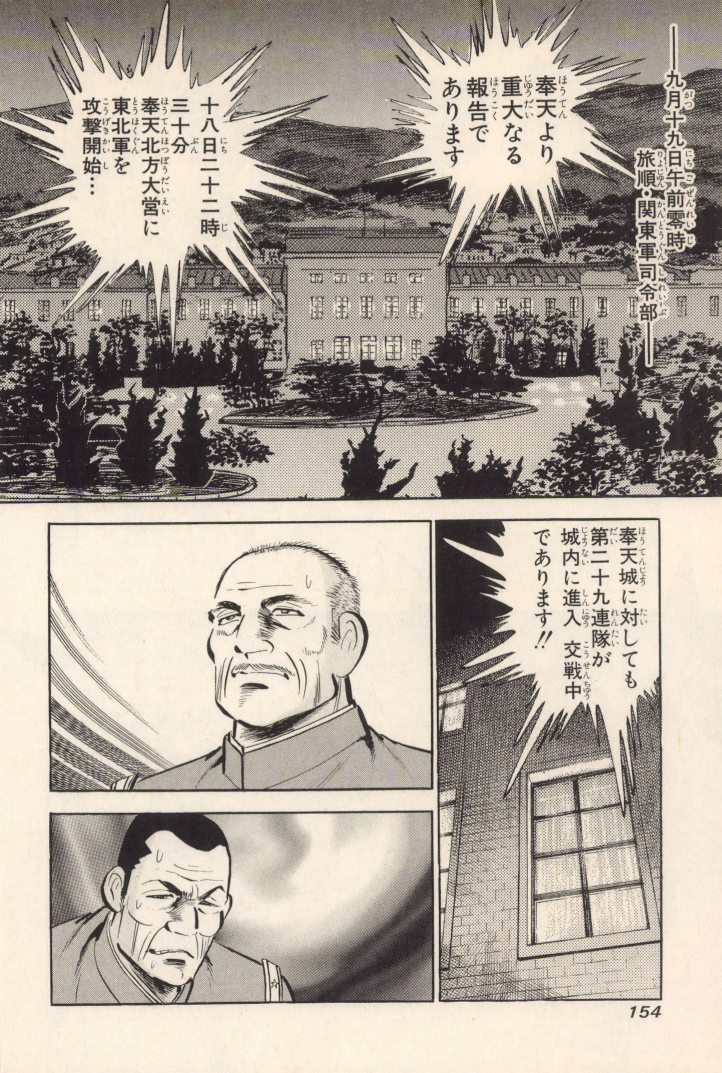 ──九月十九日午前零時
旅順・関東軍司令部──
奉天より
重大なる
報告で
あります
十八日二十二時
三十分
奉天北方大営に
東北軍を
攻撃開始…
奉天城に対しても
第二十九連隊が
城内に進入 交戦中
であります!!
154